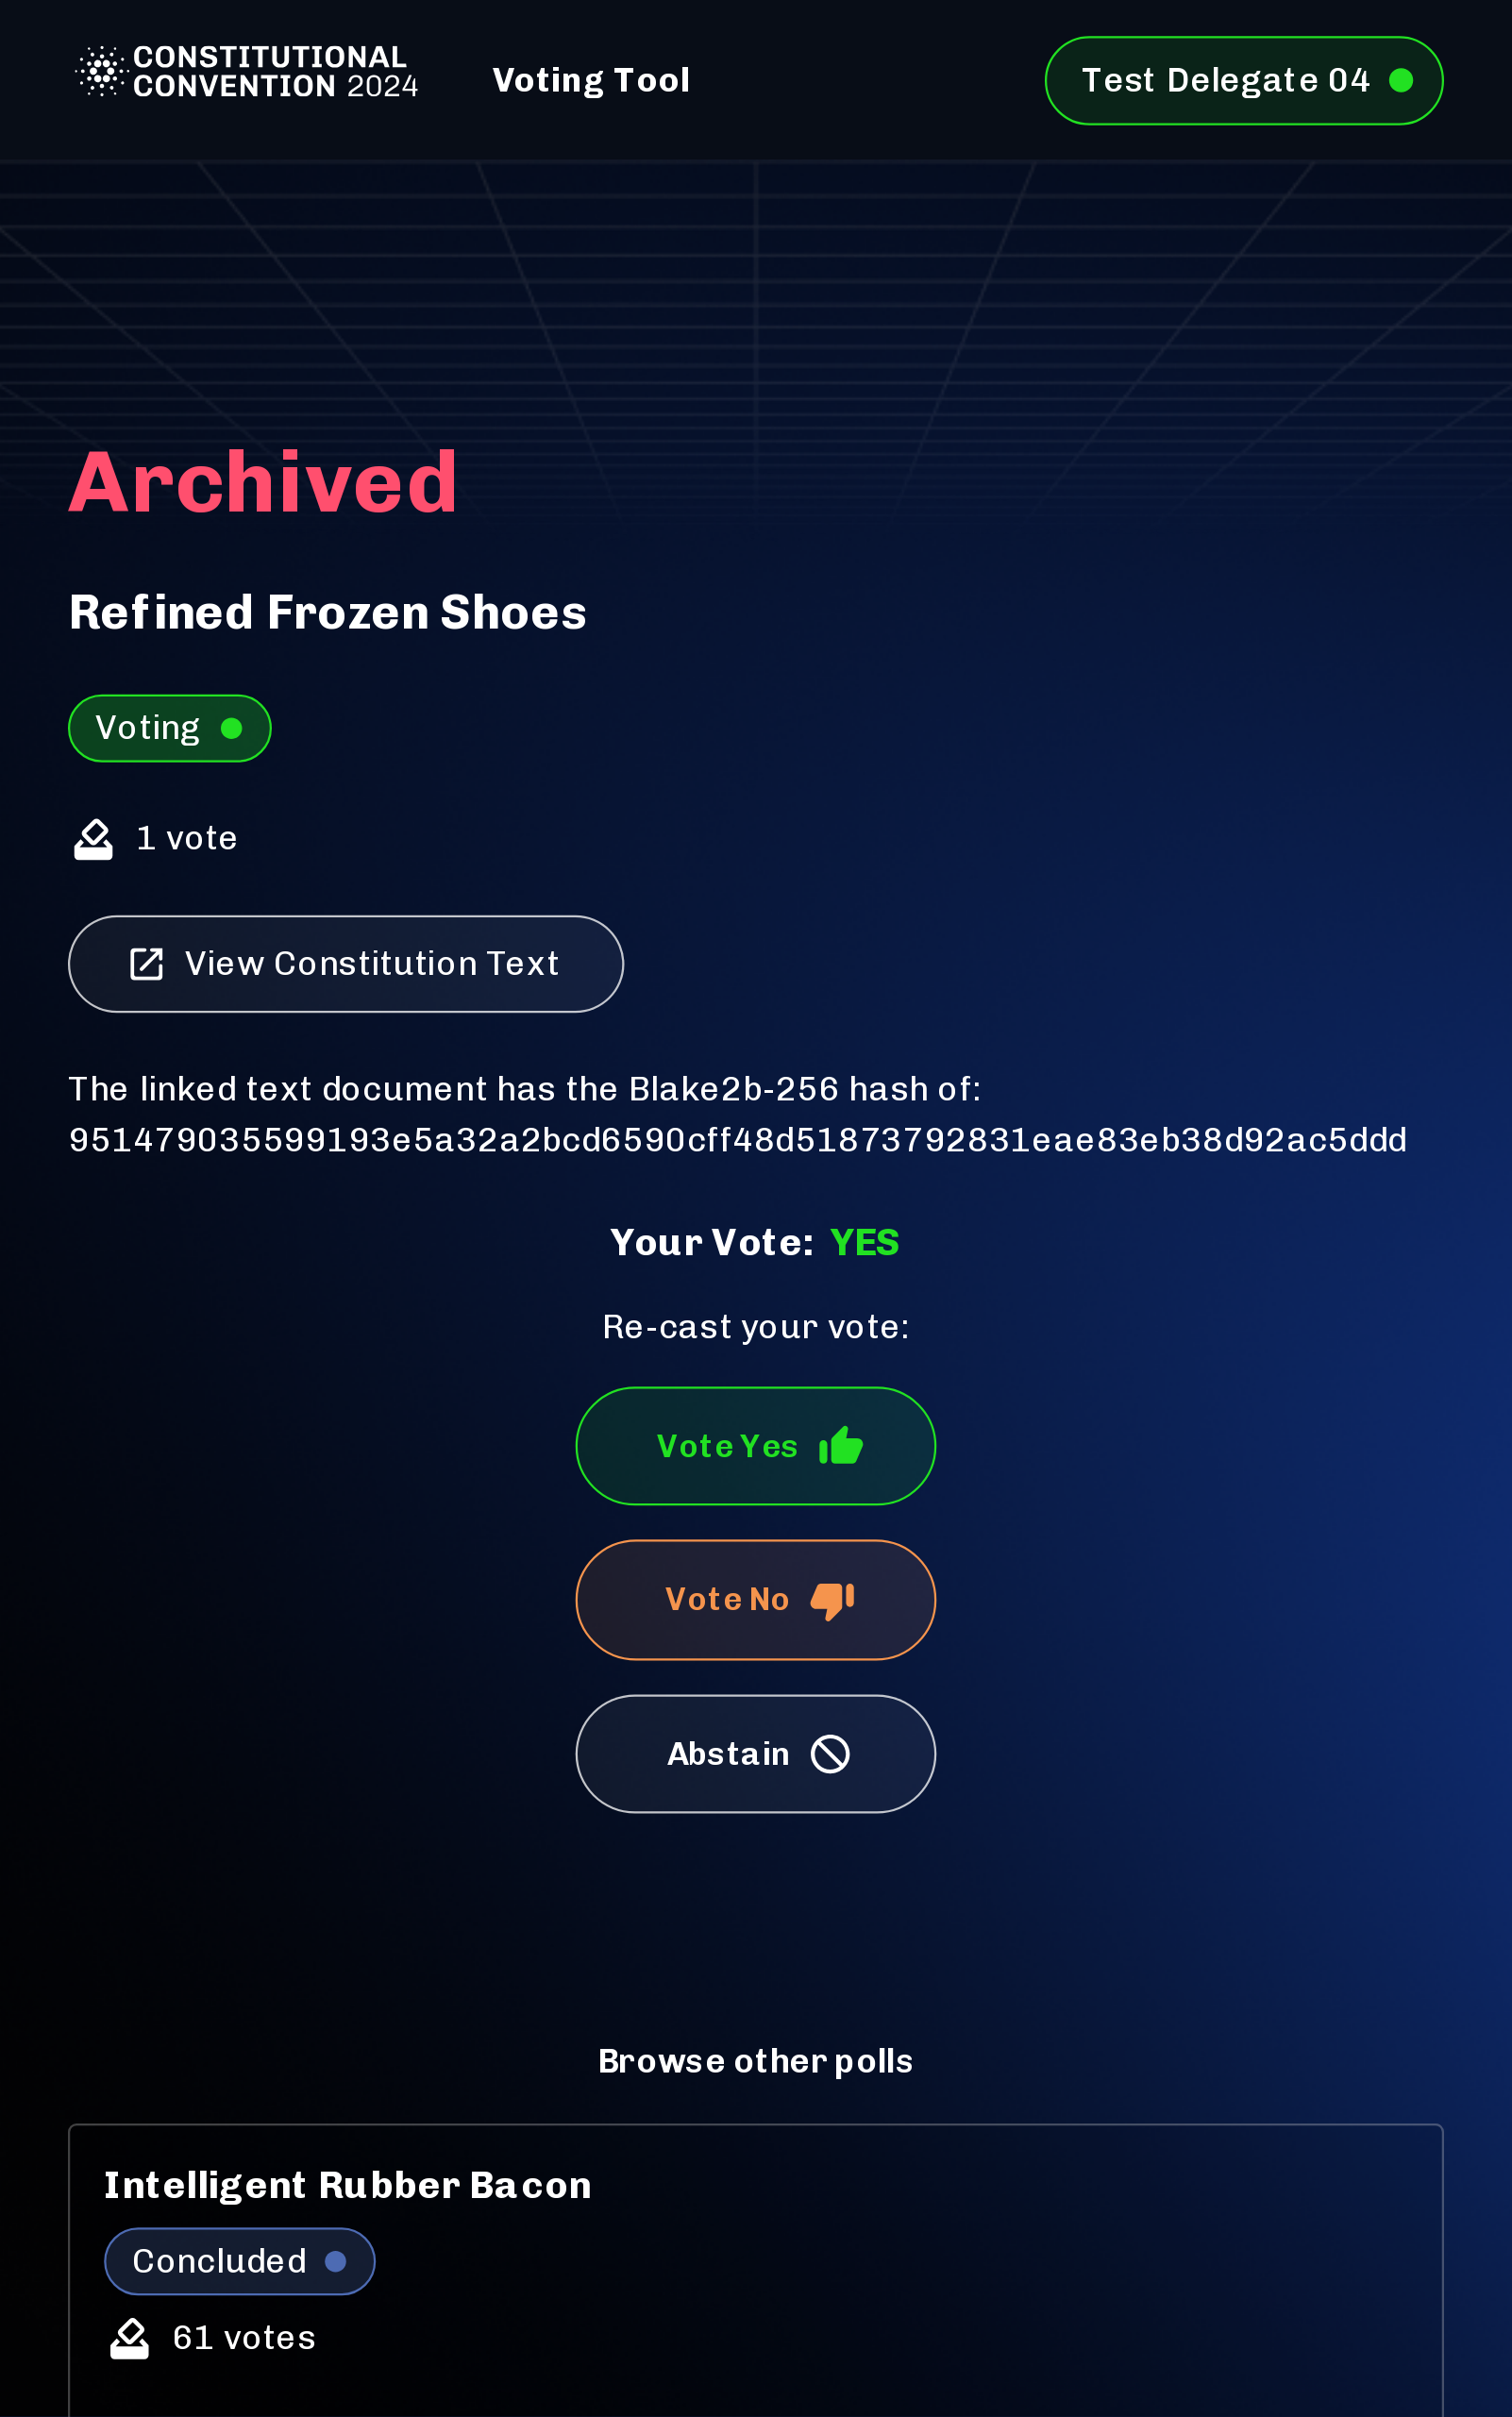 CONSTITUTIONAL
CONVENTION 2024
Voting Tool
Test Delegate 04
Archived
Refined Frozen Shoes
Voting
1 vote
View Constitution Text
The linked text document has the Blake2b-256 hash of:
951479035599193e5a32a2bcd6590cff48d51873792831eae83eb38d92ac5ddd
Your Vote: YES
Re-cast your vote:
Vote Yes
Vote No
Abstain
Browse other polls
Intelligent Rubber Bacon
Concluded
61 votes